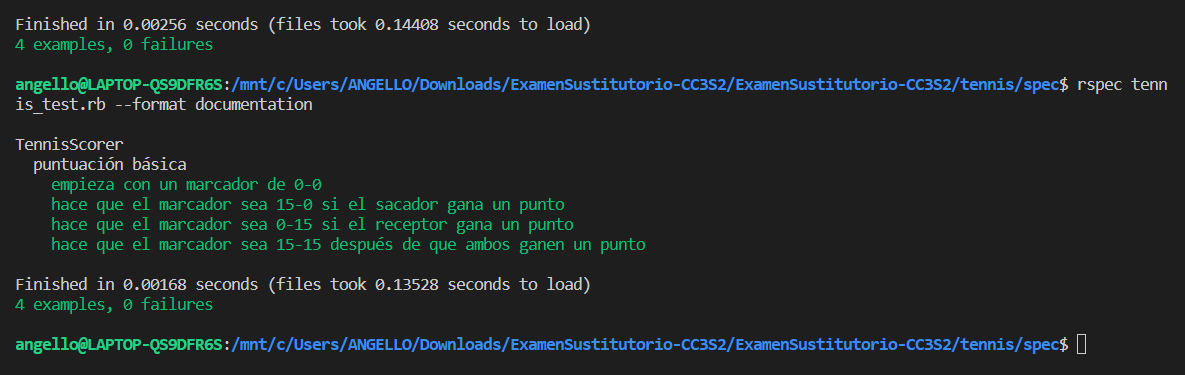 Finished in 0.00256 seconds (files took 0.14408 seconds to load)
4 examples, 0 failures
angello@LAPTOP-QS9DFR6S:/mnt/c/Users/ANGELLO/Downloads/ExamenSustitutorio-CC3S2/ExamenSustitutorio-CC3S2/tennis/spec$ rspec tenn
is_test.rb --format documentation
TennisScorer
puntuación básica
empieza con un marcador de 0-0
hace que el marcador sea 15-0 si el sacador gana un punto
hace que el marcador sea 0-15 si el receptor gana un punto
hace que el marcador sea 15-15 después de que ambos ganen un punto
Finished in 0.00168 seconds (files took 0.13528 seconds to load)
4 examples, 0 failures
angello@LAPTOP-QS9DFR6S:/mnt/c/Users/ANGELLO/Downloads/ExamenSustitutorio-CC3S2/ExamenSustitutorio-CC3S2/tennis/spec$